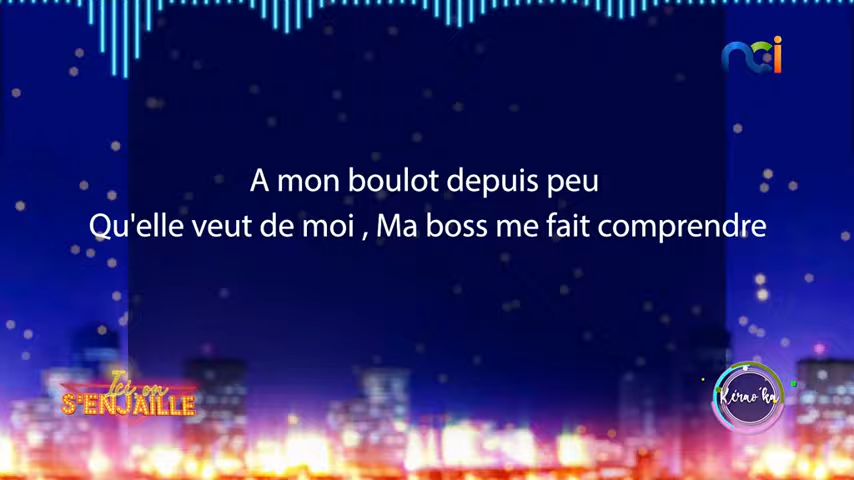 nci
A mon boulot depuis peu
Qu'elle veut de moi , Ma boss me fait comprendre
Ici on
S'ENJAILLE
Kérao'ka